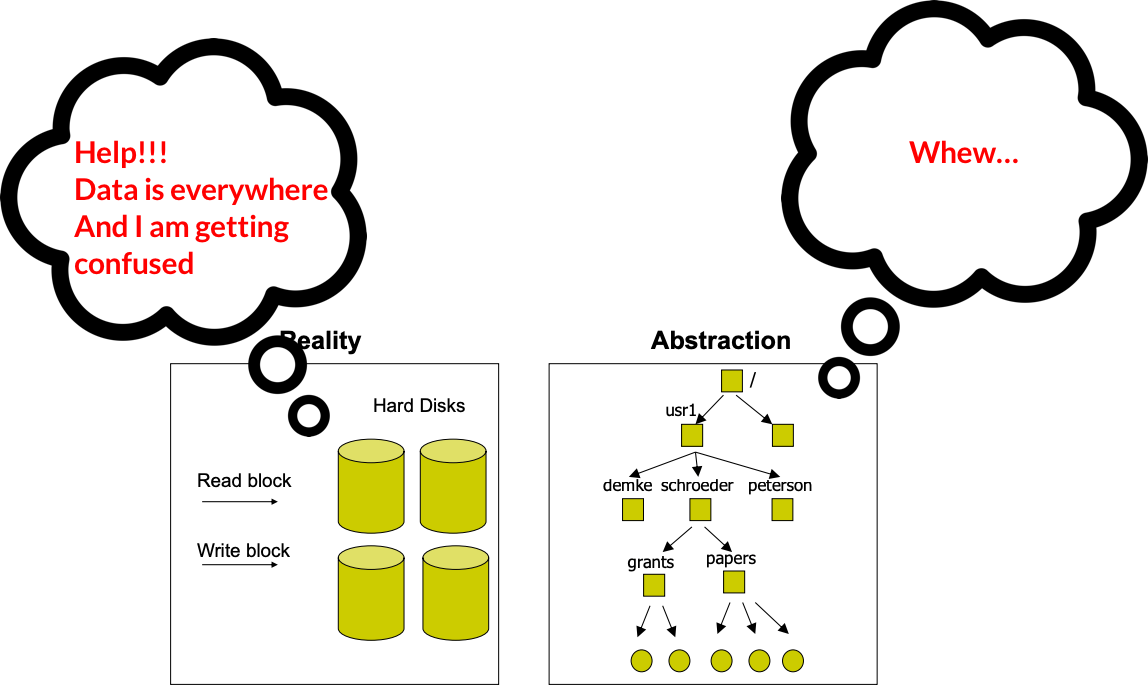 Help!!!
Data is everywhere
And I am getting
confused
Whew...
Reality
Abstraction
Hard Disks
Read block
Write block
/
usr1
demke schroeder peterson
grants papers